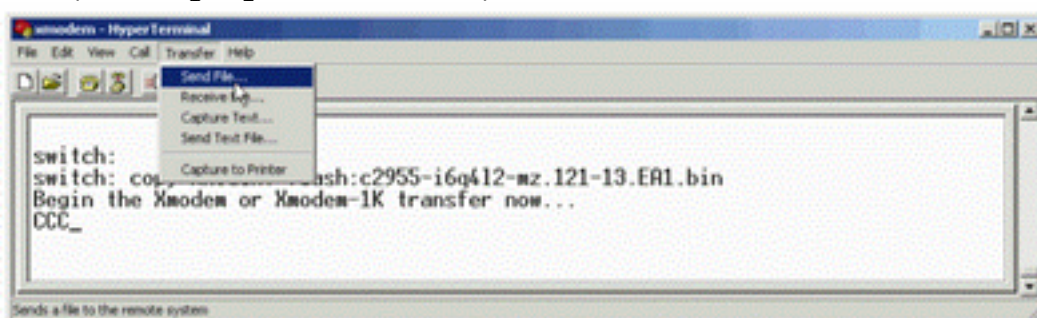 xmodem - HyperTerminal
File Edit View Call Transfer Help
Send File...
Receive
Capture Text...
Send Text File...
Capture to Printer
switch:
switch: ash:c2955-i6q4l2-mz.121-13.EA1.bin
Begin the Xmodem or Xmodem-1K transfer now...
CCC_
Sends a file to the remote system